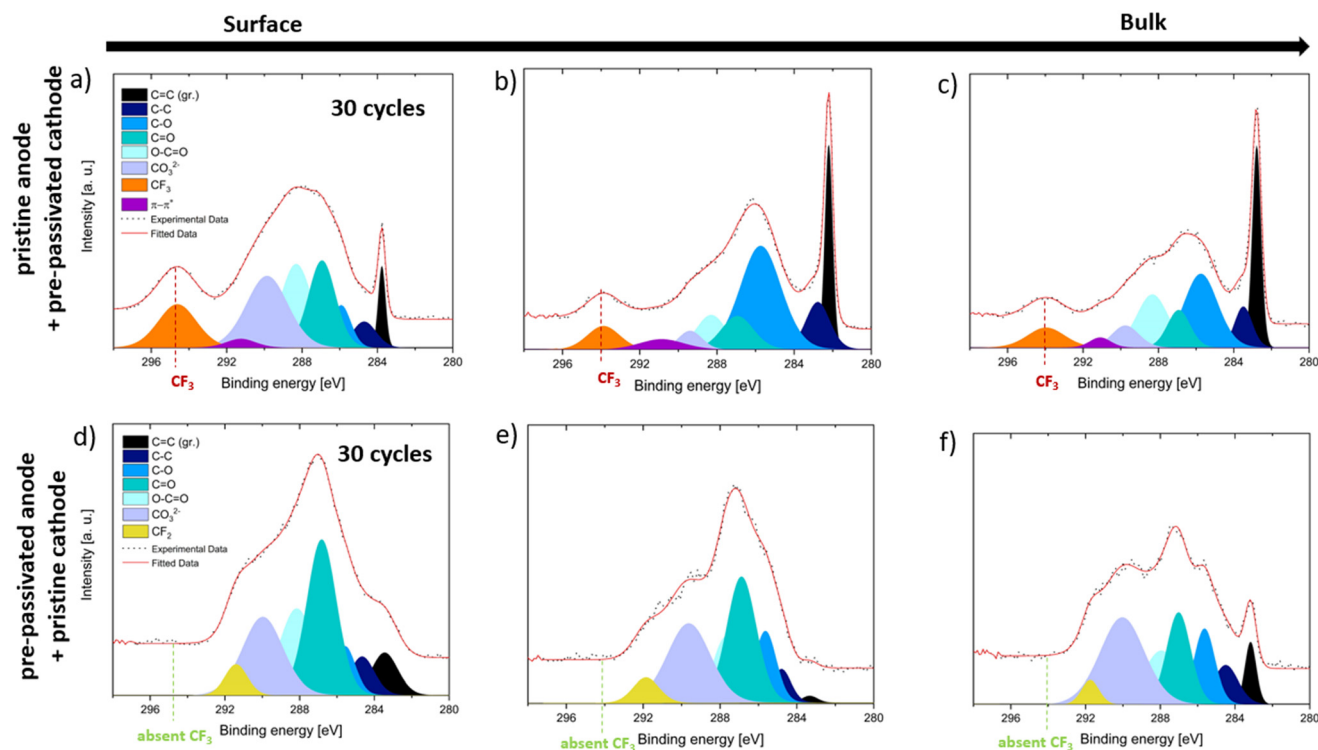 Surface
Bulk
pristine anode
+ pre-passivated cathode
a)
C=C (gr.)
C-C
C-O
C=O
O-C=O
CO₃²⁻
CF₃
π–π*
Experimental Data
Fitted Data
30 cycles
Intensity [a. u.]
296 292 288 284 280
CF₃
Binding energy [eV]
b)
296 292 288 284 280
CF₃
Binding energy [eV]
c)
296 292 288 284 280
CF₃
Binding energy [eV]
pre-passivated anode
+ pristine cathode
d)
C=C (gr.)
C-C
C-O
C=O
O-C=O
CO₃²⁻
CF₂
Experimental Data
Fitted Data
30 cycles
Intensity [a. u.]
296 292 288 284 280
Binding energy [eV]
absent CF₃
e)
296 292 288 284 280
Binding energy [eV]
absent CF₃
f)
296 292 288 284 280
Binding energy [eV]
absent CF₃